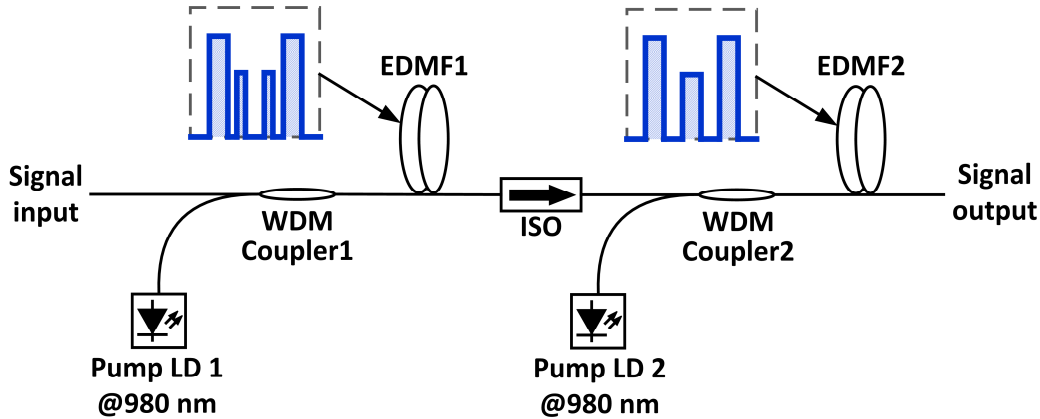 EDMF1
EDMF2
Signal
input
WDM
Coupler1
ISO
WDM
Coupler2
Signal
output
Pump LD 1
@980 nm
Pump LD 2
@980 nm